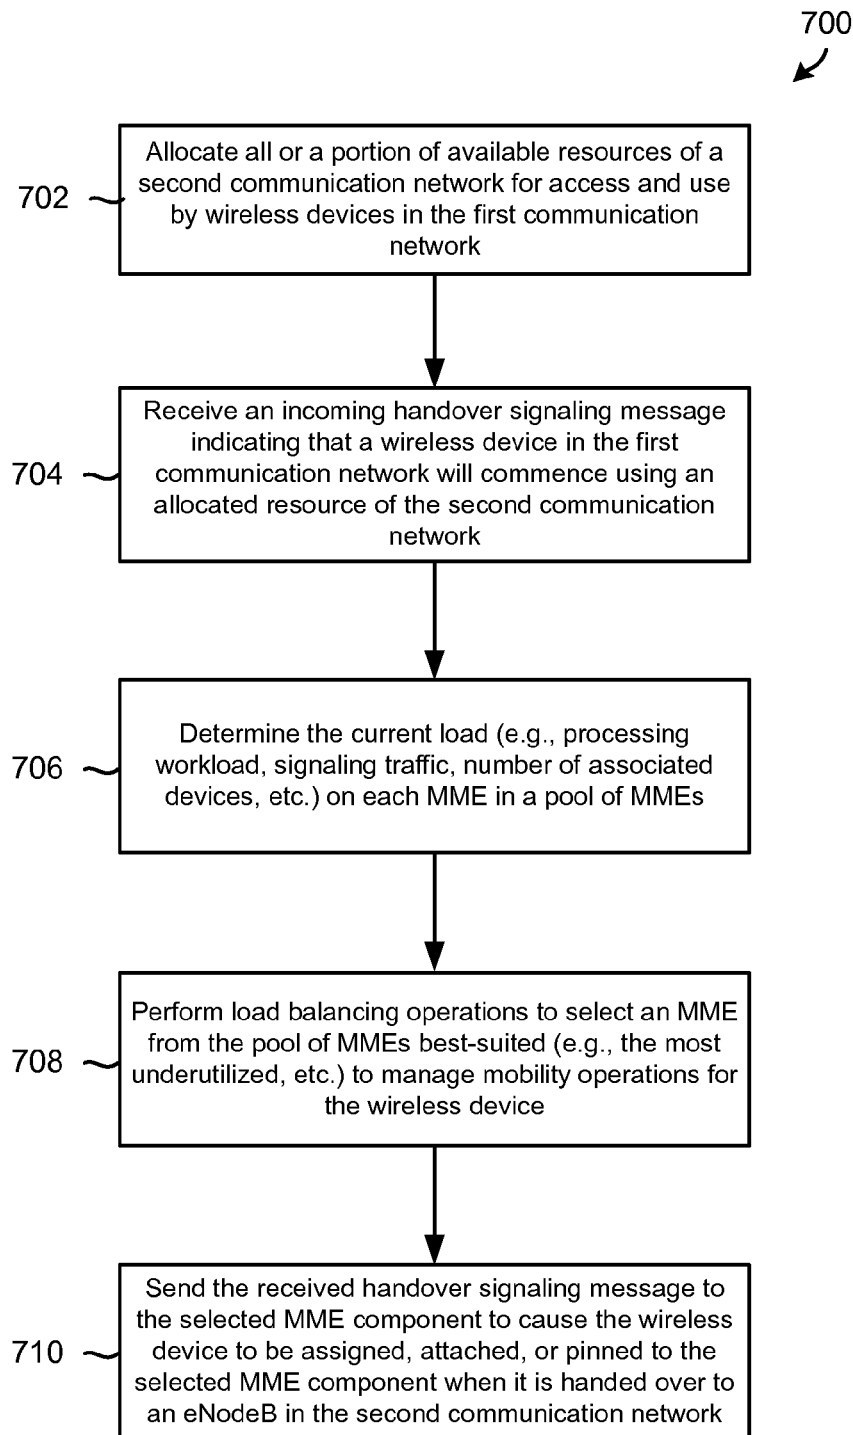 700
702
Allocate all or a portion of available resources of a
second communication network for access and use
by wireless devices in the first communication
network
704
Receive an incoming handover signaling message
indicating that a wireless device in the first
communication network will commence using an
allocated resource of the second communication
network
706
Determine the current load (e.g., processing
workload, signaling traffic, number of associated
devices, etc.) on each MME in a pool of MMEs
708
Perform load balancing operations to select an MME
from the pool of MMEs best-suited (e.g., the most
underutilized, etc.) to manage mobility operations for
the wireless device
710
Send the received handover signaling message to
the selected MME component to cause the wireless
device to be assigned, attached, or pinned to the
selected MME component when it is handed over to
an eNodeB in the second communication network